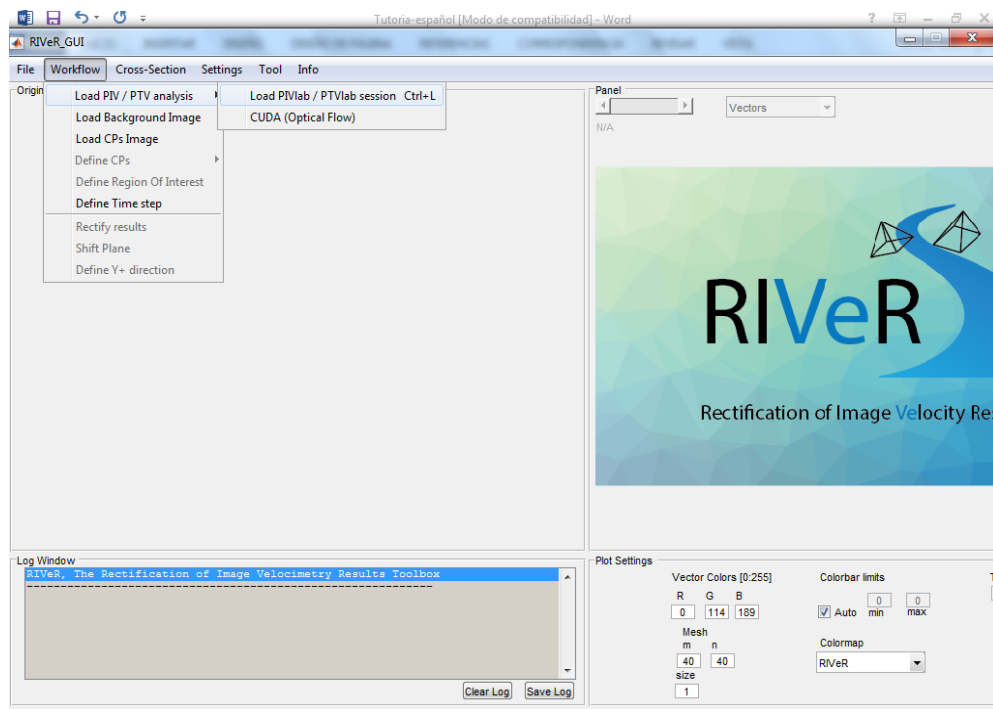 Tutoria-español [Modo de compatibilidad] - Word
RIVeR_GUI
File Workflow Cross-Section Settings Tool Info
Load PIV / PTV analysis
Load Background Image
Load CPs Image
Define CPs
Define Region Of Interest
Define Time step
Rectify results
Shift Plane
Define Y+ direction
Load PIVlab / PTVlab session Ctrl+L
CUDA (Optical Flow)
Panel
Vectors
N/A
RIVeR
Rectification of Image Velocity Re
Log Window
RIVeR, The Rectification of Image Velocimetry Results Toolbox
Clear Log Save Log
Plot Settings
Vector Colors [0:255]
R G B
0 114 189
Mesh
m n
40 40
size
1
Colorbar limits
0 0
Auto min max
Colormap
RIVeR